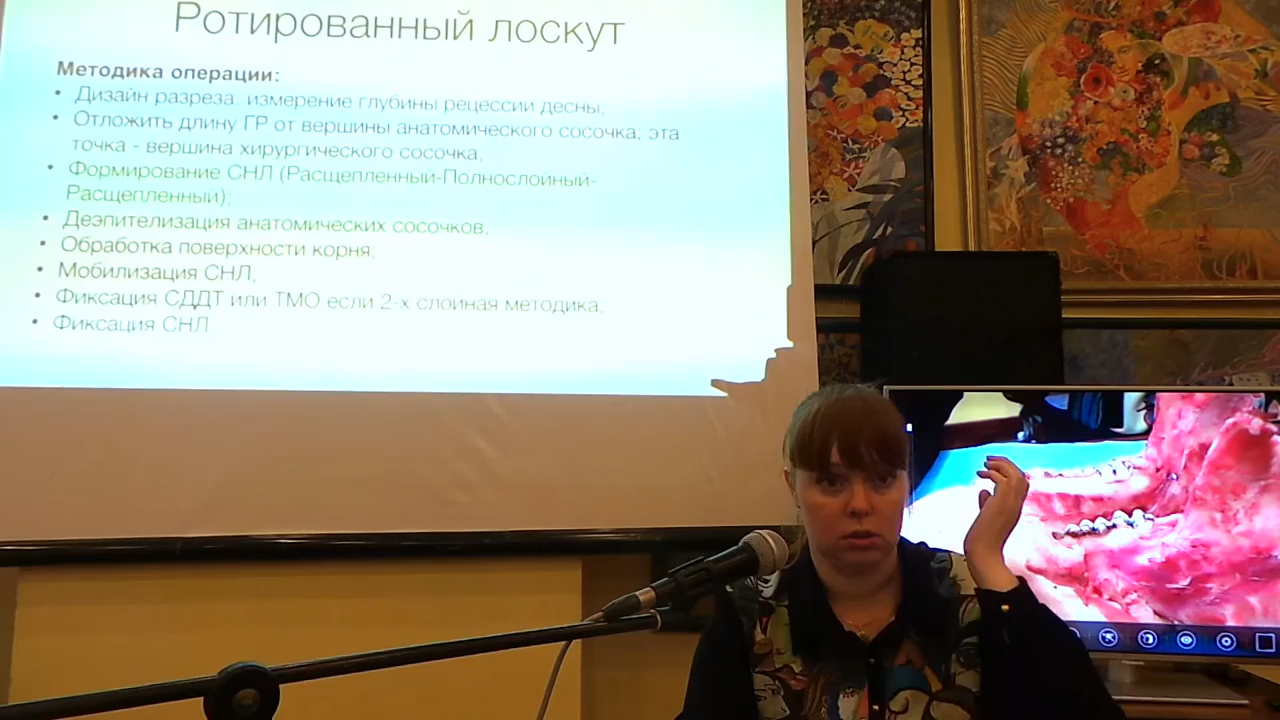 Ротированный лоскут
Методика операции:
• Дизайн разреза: измерение глубины рецессии десны;
• Отложить длину ГР от вершины анатомического сосочка; эта
точка - вершина хирургического сосочка;
• Формирование СНЛ (Расщепленный-Полнослойный-
Расщепленный);
• Деэпителизация анатомических сосочков;
• Обработка поверхности корня;
• Мобилизация СНЛ;
• Фиксация СДДТ или ТМО если 2-х слойная методика;
• Фиксация СНЛ